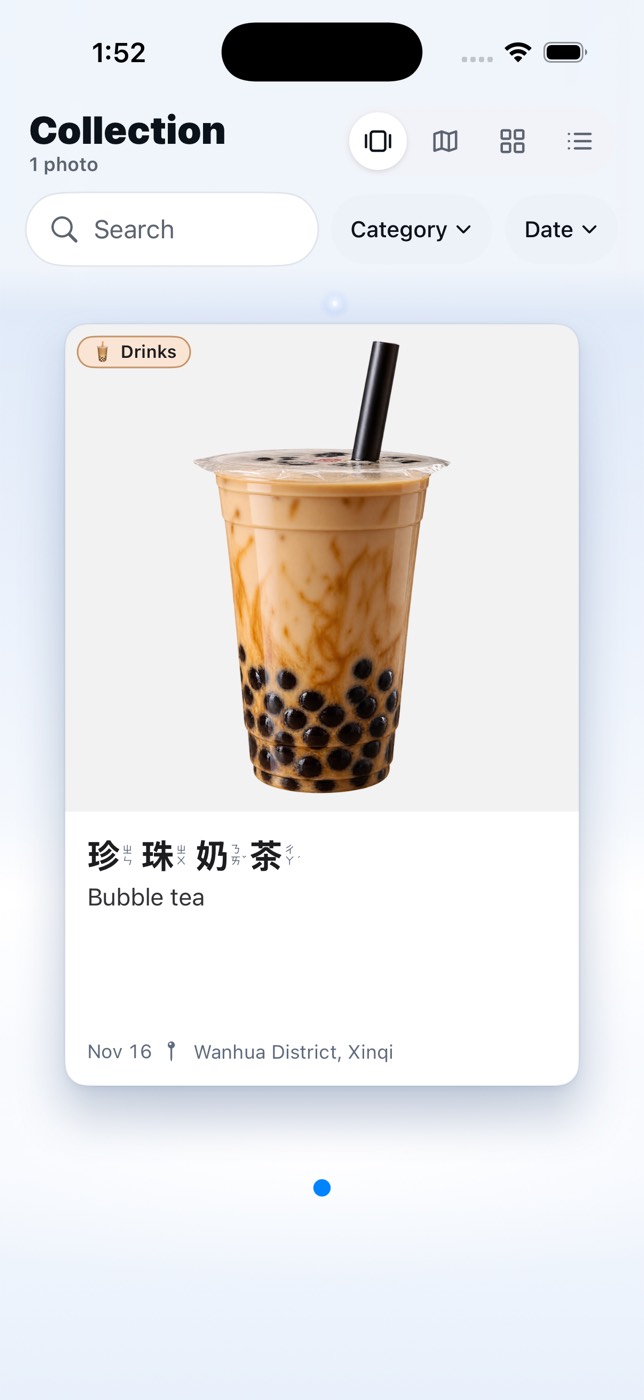 1:52
Collection
1 photo
Search
Category
Date
Drinks
珍ㄓㄣ珠ㄓㄨ奶ㄋㄞˇ茶ㄔㄚˊ
Bubble tea
Nov 16 Wanhua District, Xinqi